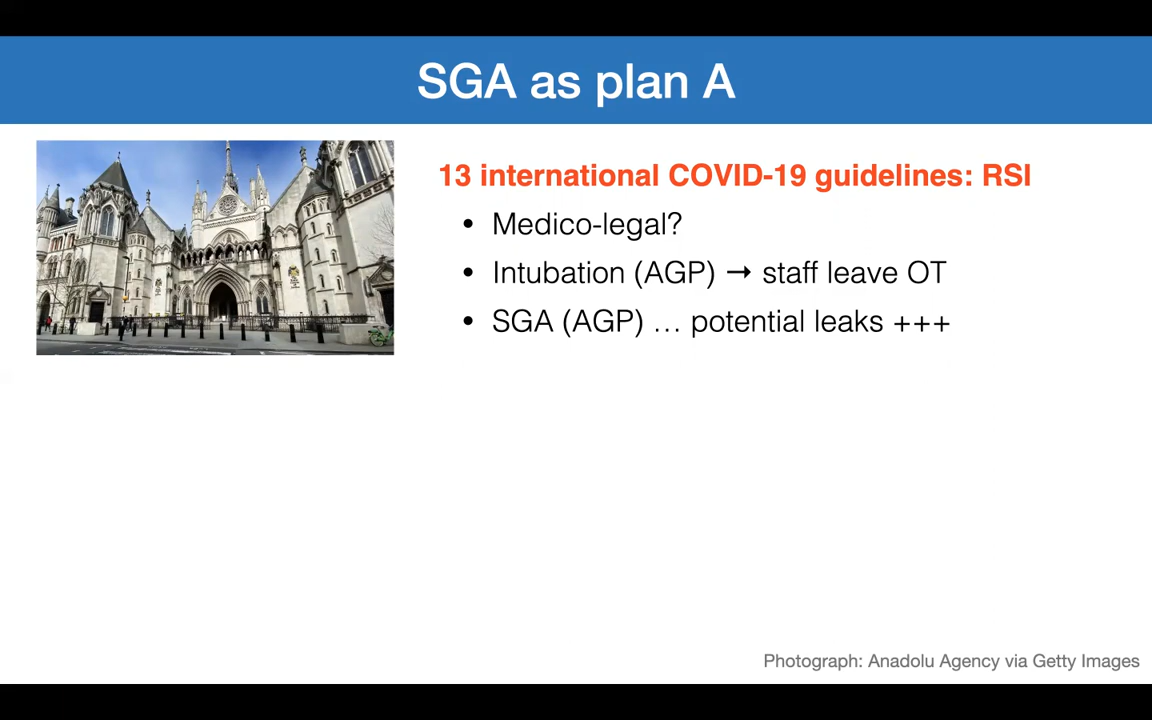 SGA as plan A
13 international COVID-19 guidelines: RSI
• Medico-legal?
• Intubation (AGP) → staff leave OT
• SGA (AGP) … potential leaks +++
Photograph: Anadolu Agency via Getty Images